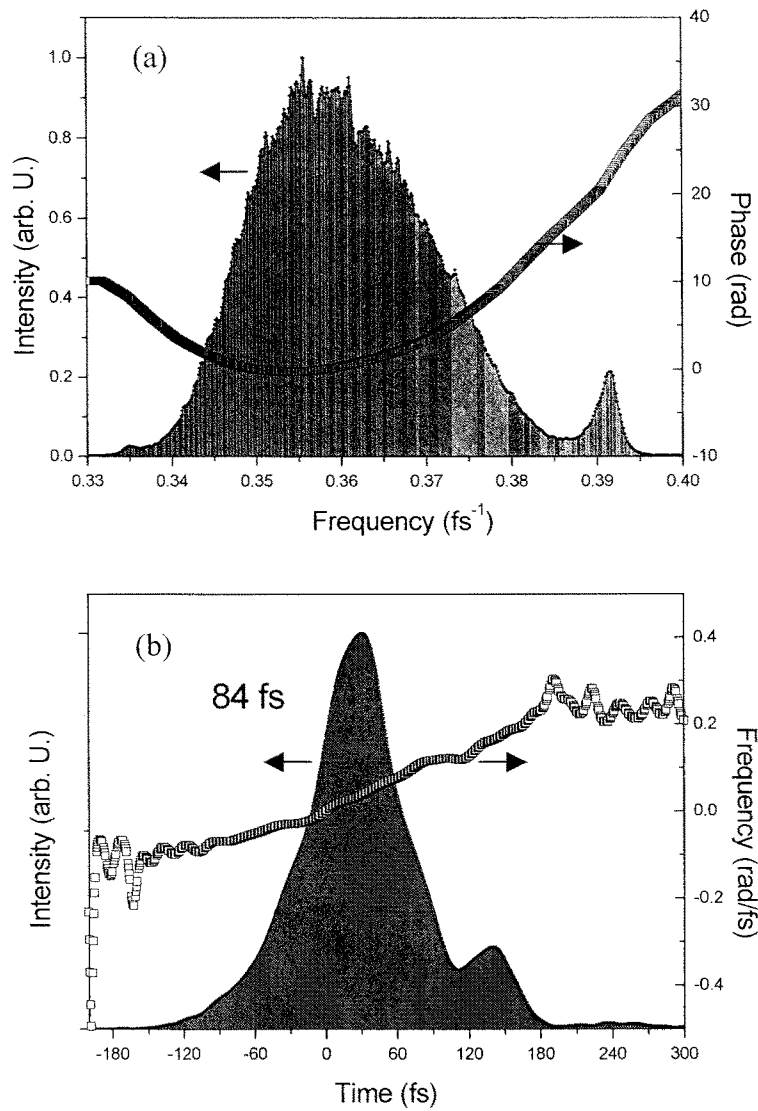 (a)
Intensity (arb. U.)
1.0
0.8
0.6
0.4
0.2
0.0
40
30
20
10
0
-10
Phase (rad)
0.33 0.34 0.35 0.36 0.37 0.38 0.39 0.40
Frequency (fs-1)
(b)
84 fs
Intensity (arb. U.)
0.4
0.2
0.0
-0.2
-0.4
Frequency (rad/fs)
-180 -120 -60 0 60 120 180 240 300
Time (fs)